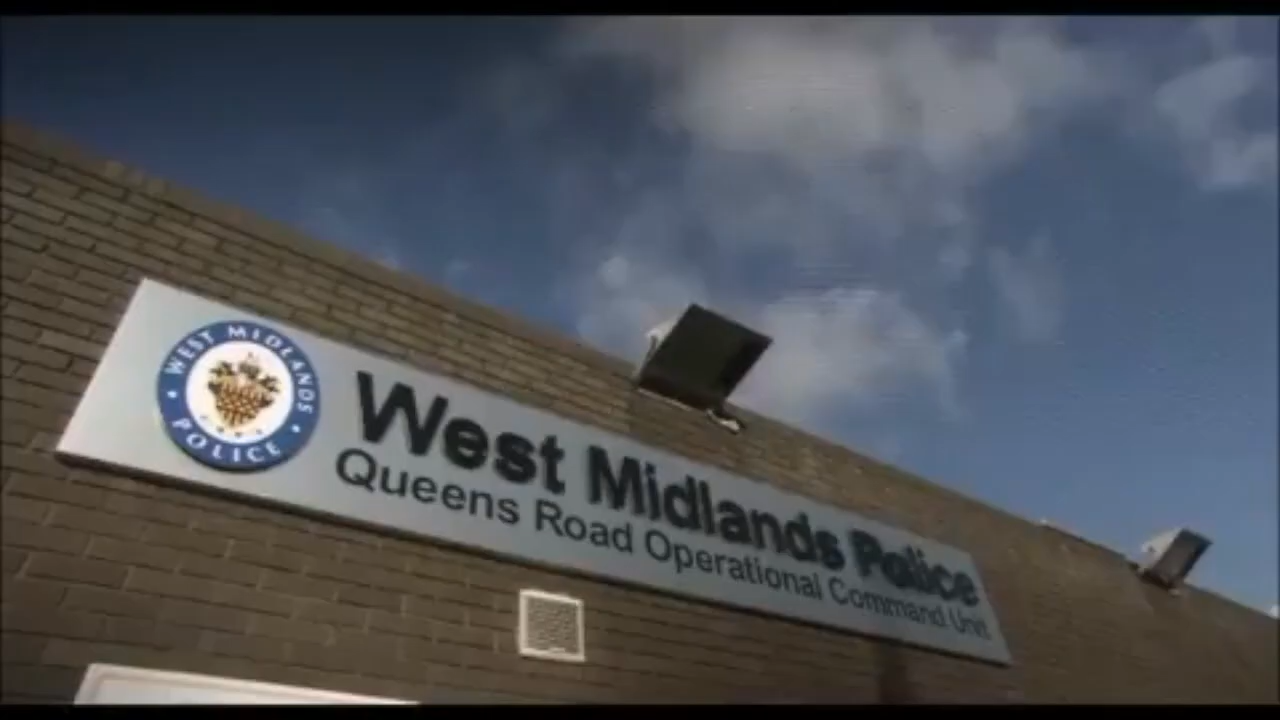 WEST MIDLANDS
POLICE
West Midlands Police
Queens Road Operational Command Unit